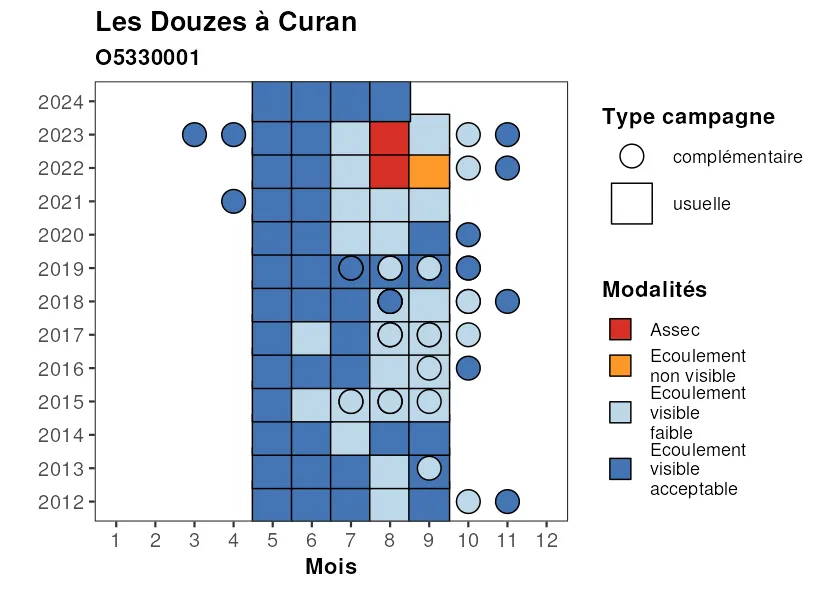 Les Douzes à Curan
O5330001
2024
2023
2022
2021
2020
2019
2018
2017
2016
2015
2014
2013
2012
1 2 3 4 5 6 7 8 9 10 11 12
Mois
Type campagne
complémentaire
usuelle
Modalités
Assec
Ecoulement
non visible
Ecoulement
visible
faible
Ecoulement
visible
acceptable